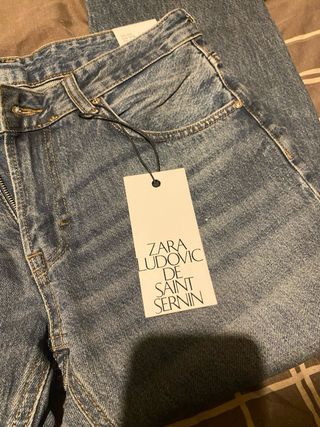 ZARA
LUDOVIC
DE
SAINT
SERNIN